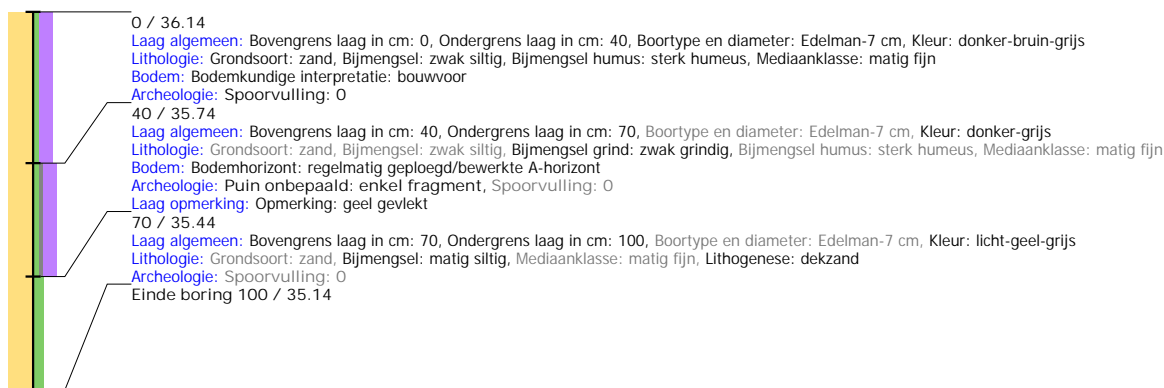 0 / 36.14
Laag algemeen: Bovengrens laag in cm: 0, Ondergrens laag in cm: 40, Boortype en diameter: Edelman-7 cm, Kleur: donker-bruin-grijs
Lithologie: Grondsoort: zand, Bijmengsel: zwak siltig, Bijmengsel humus: sterk humeus, Mediaanklasse: matig fijn
Bodem: Bodemkundige interpretatie: bouwvoor
Archeologie: Spoorvulling: 0
40 / 35.74
Laag algemeen: Bovengrens laag in cm: 40, Ondergrens laag in cm: 70, Boortype en diameter: Edelman-7 cm, Kleur: donker-grijs
Lithologie: Grondsoort: zand, Bijmengsel: zwak siltig, Bijmengsel grind: zwak grindig, Bijmengsel humus: sterk humeus, Mediaanklasse: matig fijn
Bodem: Bodemhorizont: regelmatig geploegd/bewerkte A-horizont
Archeologie: Puin onbepaald: enkel fragment, Spoorvulling: 0
Laag opmerking: Opmerking: geel gevlekt
70 / 35.44
Laag algemeen: Bovengrens laag in cm: 70, Ondergrens laag in cm: 100, Boortype en diameter: Edelman-7 cm, Kleur: licht-geel-grijs
Lithologie: Grondsoort: zand, Bijmengsel: matig siltig, Mediaanklasse: matig fijn, Lithogenese: dekzand
Archeologie: Spoorvulling: 0
Einde boring 100 / 35.14